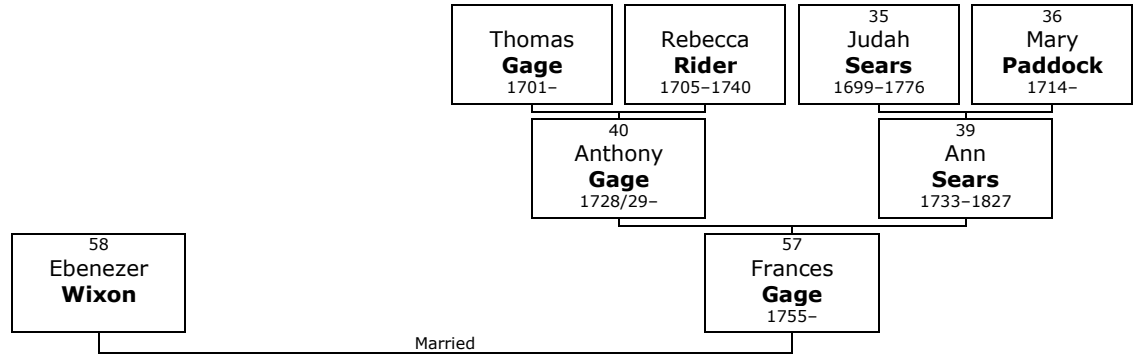 Thomas
Gage
1701–
Rebecca
Rider
1705–1740
35
Judah
Sears
1699–1776
36
Mary
Paddock
1714–
40
Anthony
Gage
1728/29–
39
Ann
Sears
1733–1827
58
Ebenezer
Wixon
57
Frances
Gage
1755–
Married